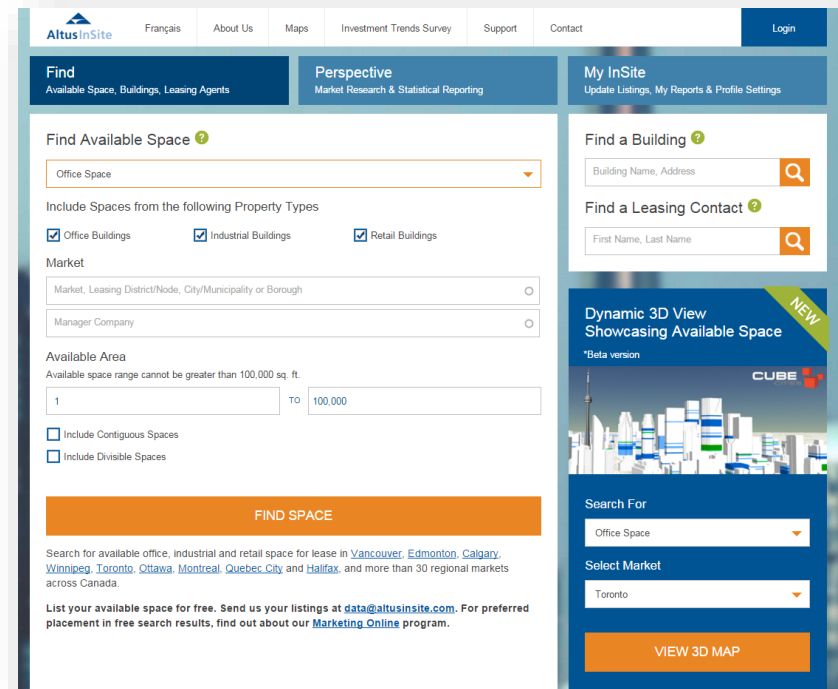 AltusInSite
Français
About Us
Maps
Investment Trends Survey
Support
Contact
Login
Find
Available Space, Buildings, Leasing Agents
Perspective
Market Research & Statistical Reporting
My InSite
Update Listings, My Reports & Profile Settings
Find Available Space ?
Office Space
Include Spaces from the following Property Types
Office Buildings
Industrial Buildings
Retail Buildings
Market
Market, Leasing District/Node, City/Municipality or Borough
Manager Company
Available Area
Available space range cannot be greater than 100,000 sq. ft.
1 TO 100,000
Include Contiguous Spaces
Include Divisible Spaces
FIND SPACE
Search for available office, industrial and retail space for lease in Vancouver, Edmonton, Calgary,
Winnipeg, Toronto, Ottawa, Montreal, Quebec City and Halifax, and more than 30 regional markets
across Canada.
List your available space for free. Send us your listings at data@altusinsite.com. For preferred
placement in free search results, find out about our Marketing Online program.
Find a Building ?
Building Name, Address
Find a Leasing Contact ?
First Name, Last Name
Dynamic 3D View
Showcasing Available Space
NEW
*Beta version
CUBE
Search For
Office Space
Select Market
Toronto
VIEW 3D MAP